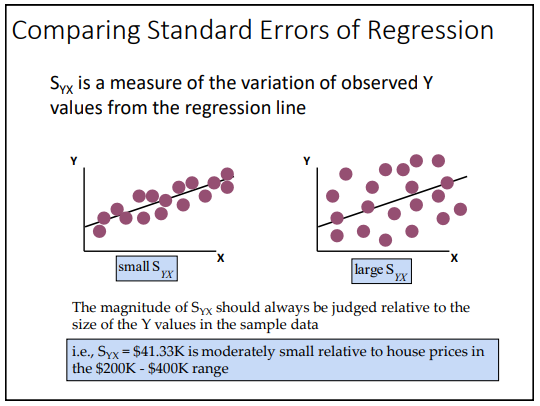 Comparing Standard Errors of Regression
SYX is a measure of the variation of observed Y
values from the regression line
Y
Y
X
X
small SYX
large SYX
The magnitude of SYX should always be judged relative to the
size of the Y values in the sample data
i.e., SYX = $41.33K is moderately small relative to house prices in
the $200K - $400K range